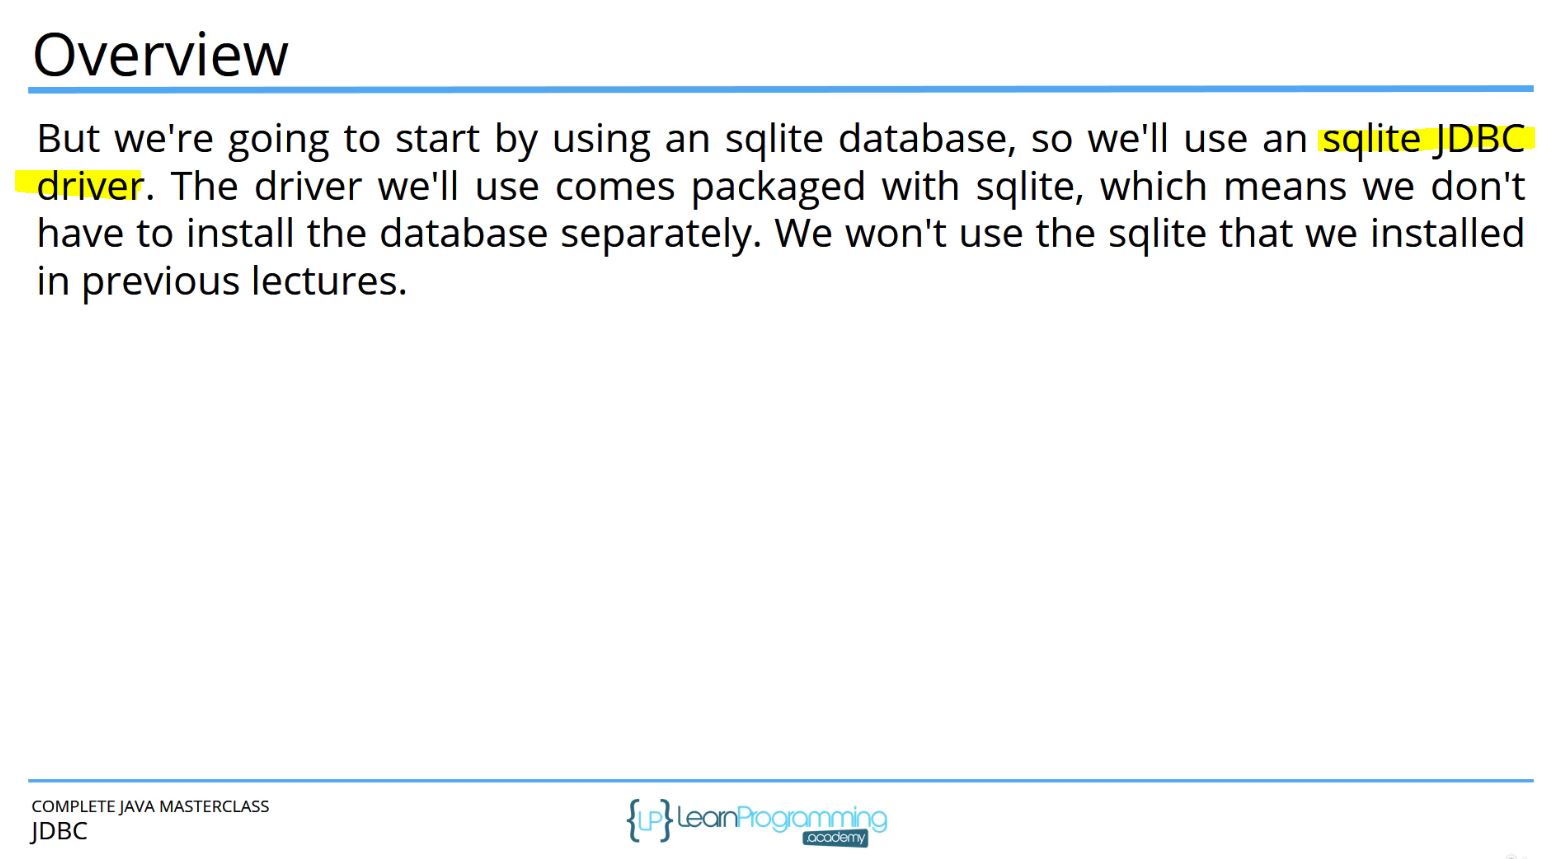 Overview
But we're going to start by using an sqlite database, so we'll use an sqlite JDBC
driver. The driver we'll use comes packaged with sqlite, which means we don't
have to install the database separately. We won't use the sqlite that we installed
in previous lectures.
COMPLETE JAVA MASTERCLASS
JDBC
{LP} LearnProgramming
.academy